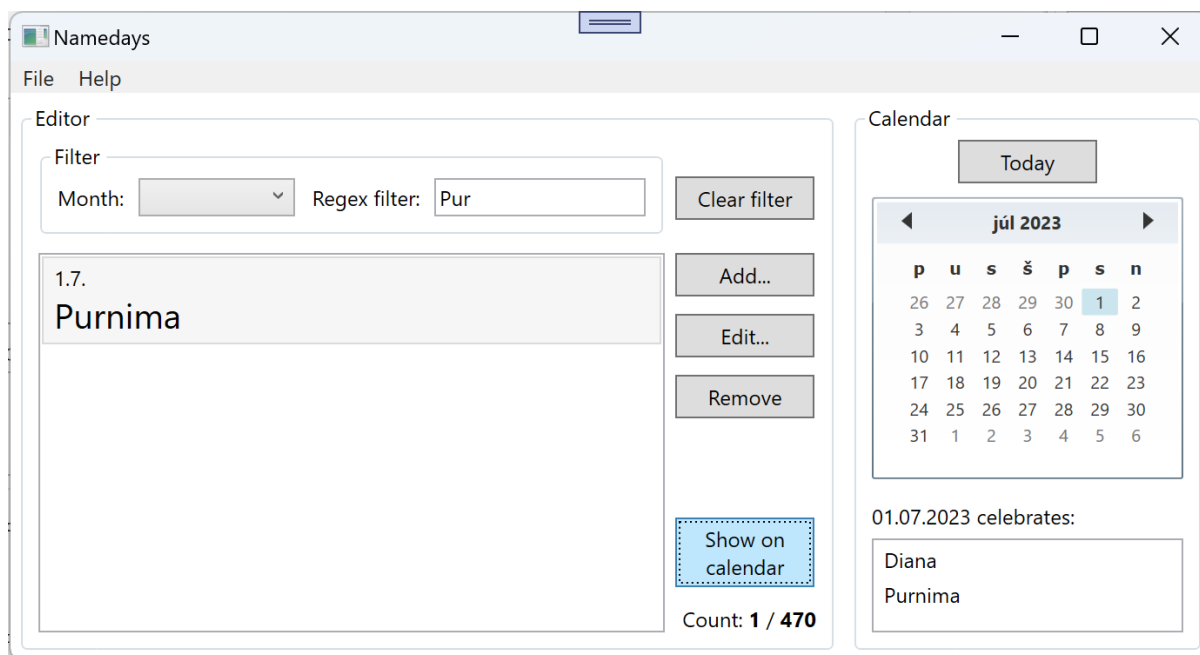 Namedays
File Help
Editor
Filter
Month:
Regex filter: Pur
Clear filter
1.7.
Purnima
Add...
Edit...
Remove
Show on
calendar
Count: 1 / 470
Calendar
Today
júl 2023
p u s š p s n
26 27 28 29 30 1 2
3 4 5 6 7 8 9
10 11 12 13 14 15 16
17 18 19 20 21 22 23
24 25 26 27 28 29 30
31 1 2 3 4 5 6
01.07.2023 celebrates:
Diana
Purnima